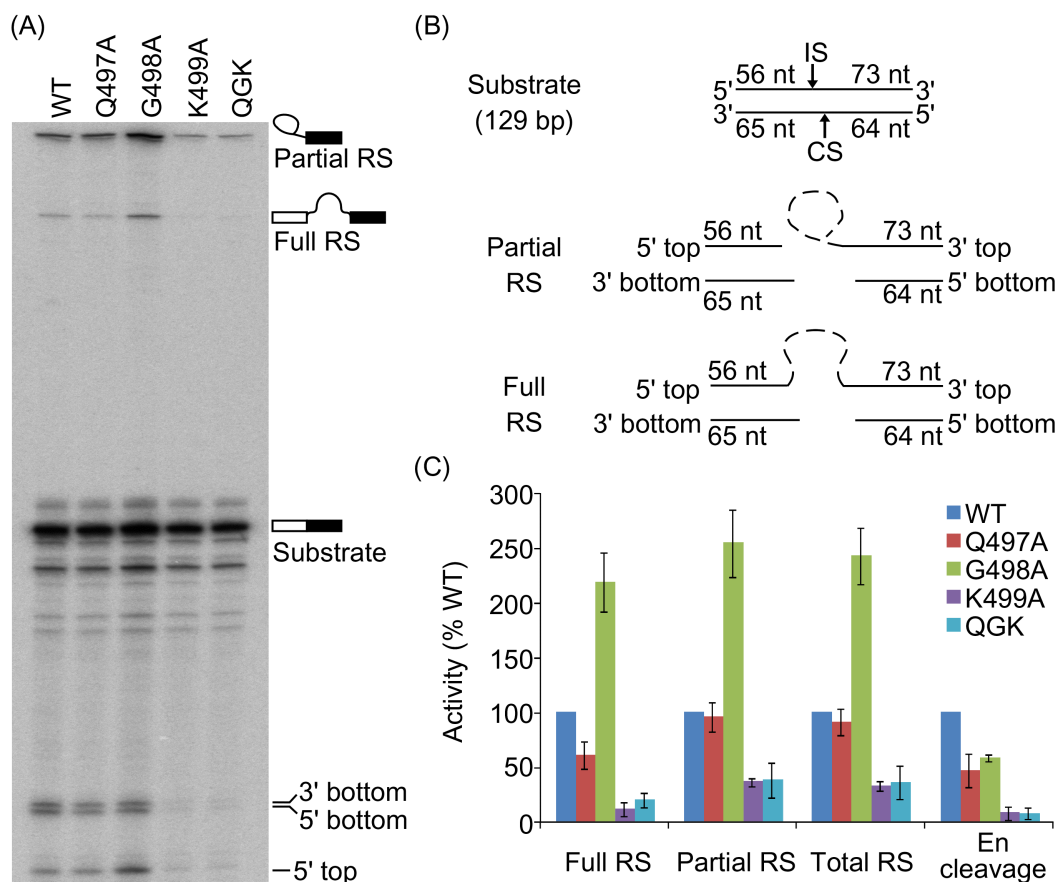 (A)
WT
Q497A
G498A
K499A
QGK
Partial RS
Full RS
Substrate
3' bottom
5' bottom
5' top
(B)
Substrate
(129 bp)
IS
56 nt
73 nt
5'
3'
3'
5'
65 nt
64 nt
CS
Partial
RS
56 nt
73 nt
5' top
3' top
3' bottom
5' bottom
65 nt
64 nt
Full
RS
56 nt
73 nt
5' top
3' top
3' bottom
5' bottom
65 nt
64 nt
(C)
Activity (% WT)
300
250
200
150
100
50
0
WT
Q497A
G498A
K499A
QGK
Full RS
Partial RS
Total RS
En
cleavage